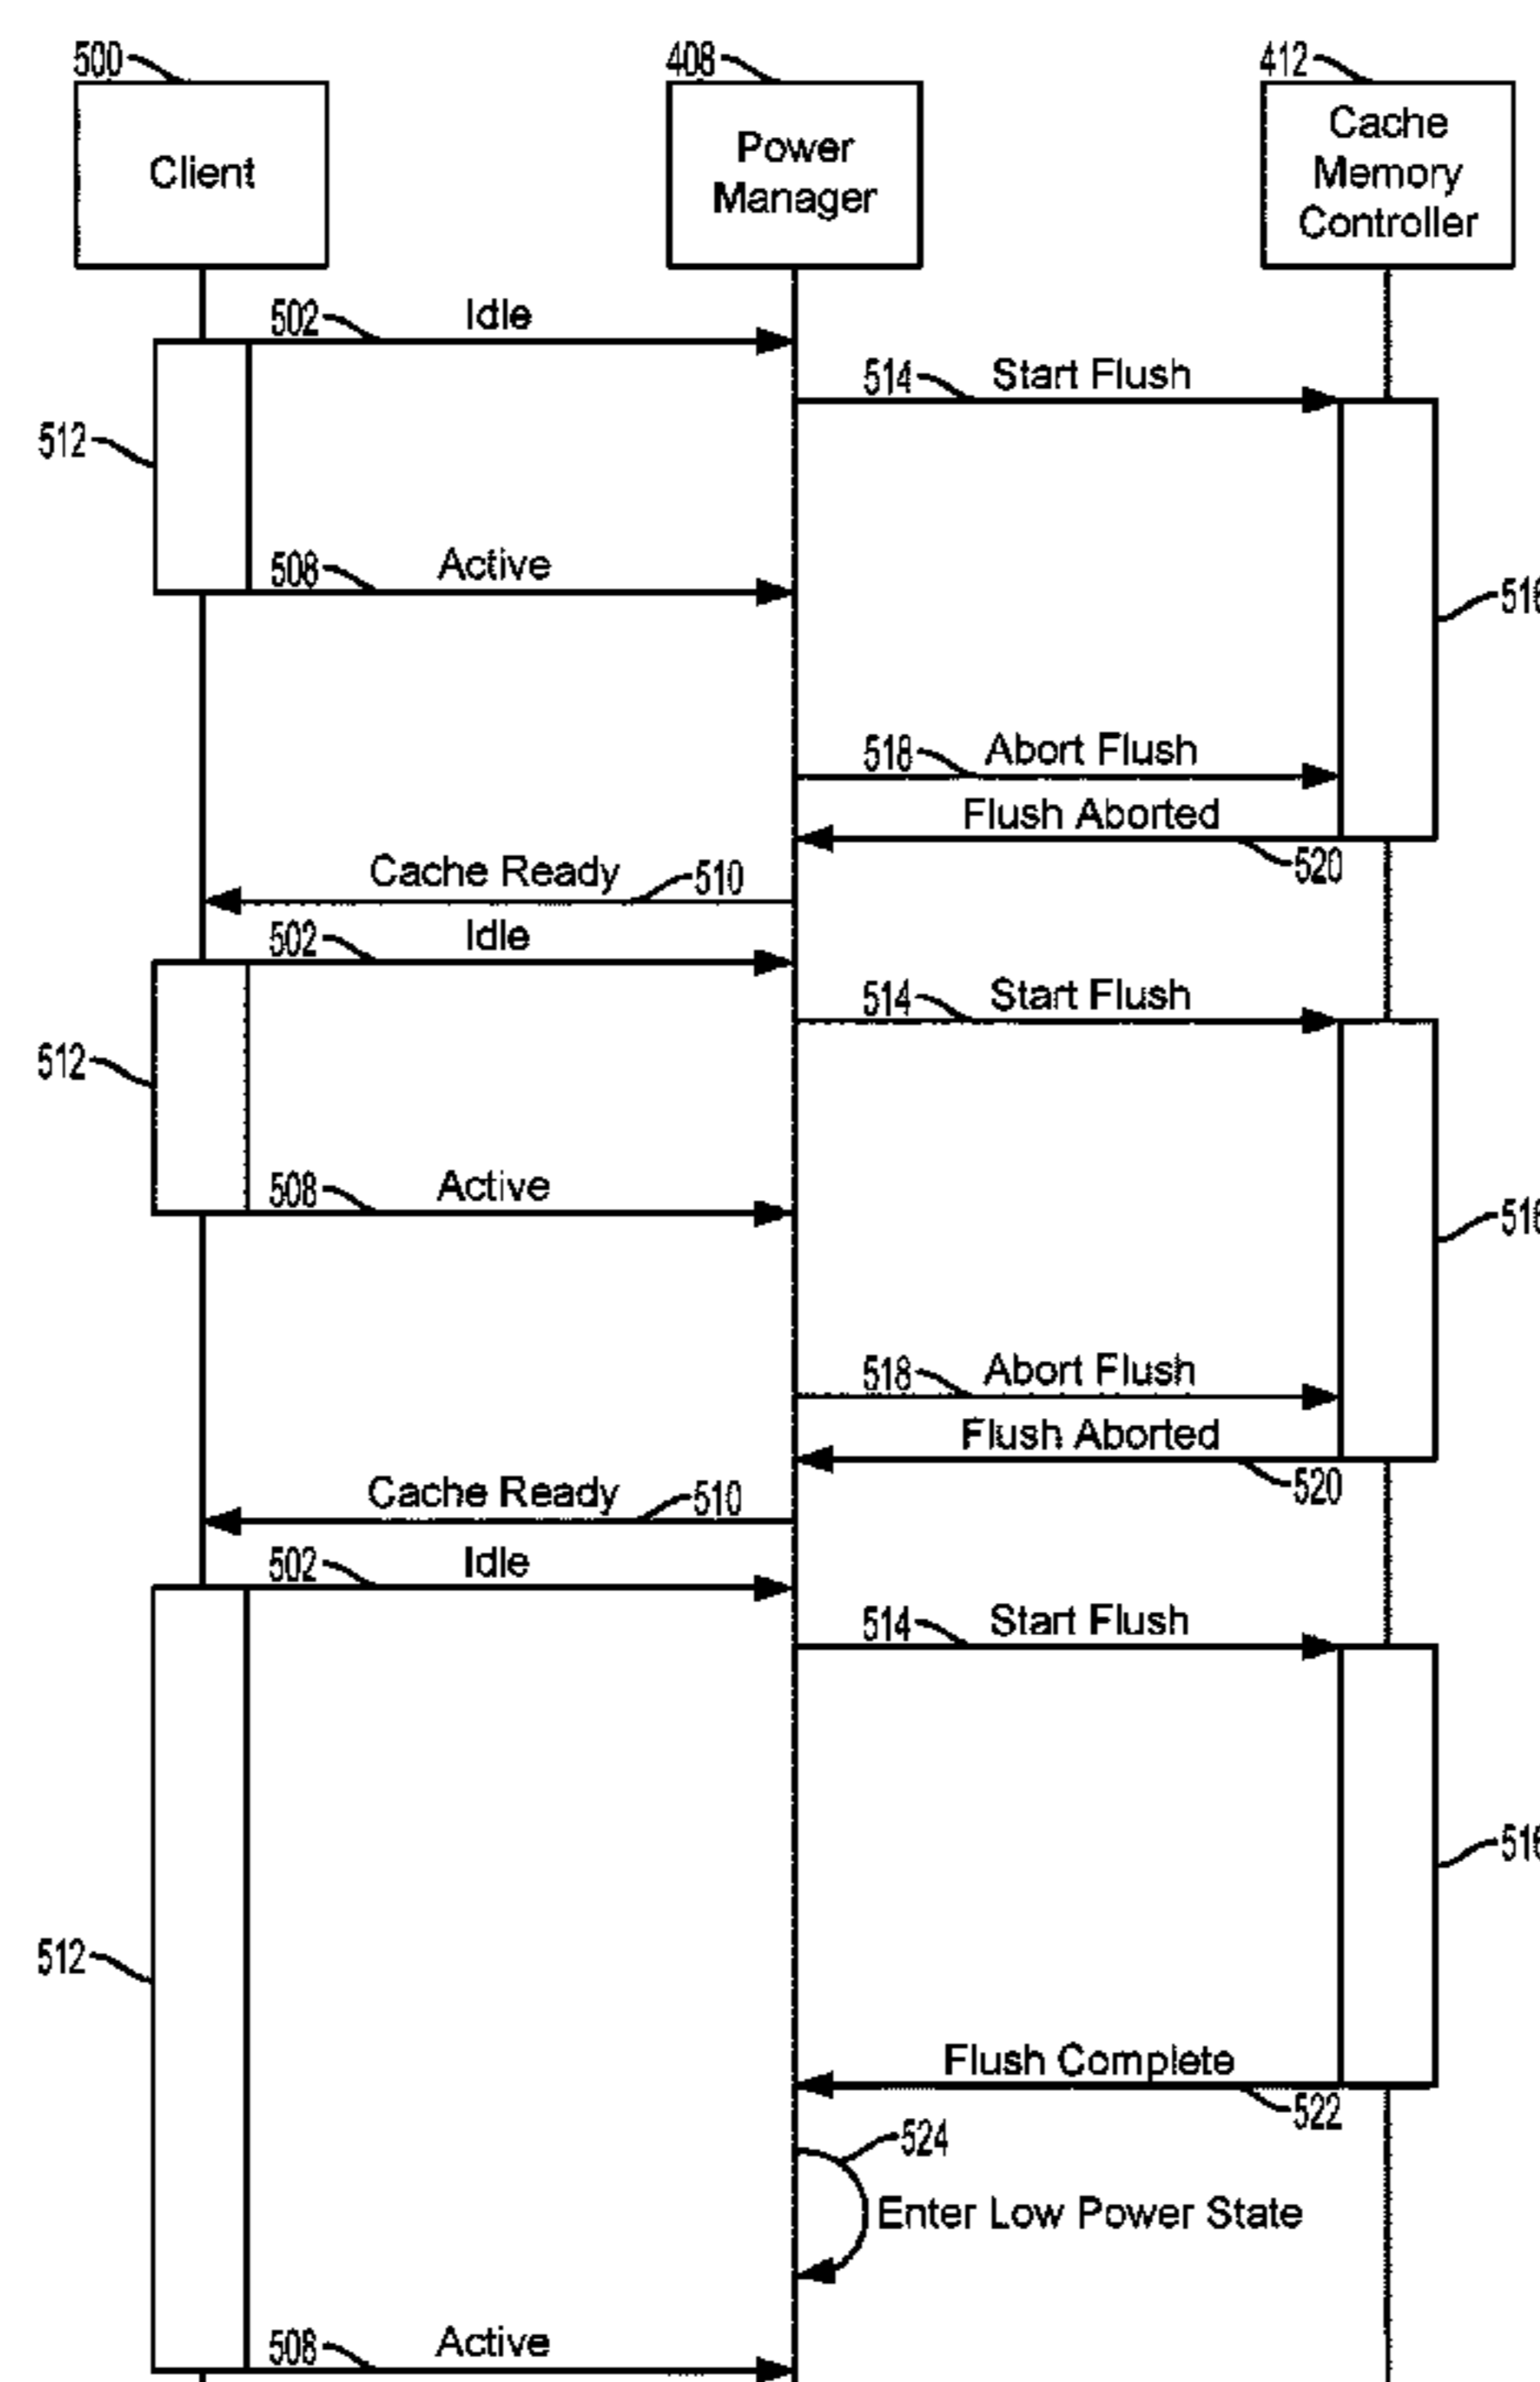 500
408
412
Client
Power
Manager
Cache
Memory
Controller
502
Idle
514
Start Flush
512
508
Active
516
518
Abort Flush
Flush Aborted
520
Cache Ready
510
502
Idle
514
Start Flush
512
508
Active
516
518
Abort Flush
Flush Aborted
520
Cache Ready
510
502
Idle
514
Start Flush
516
512
Flush Complete
522
524
Enter Low Power State
508
Active